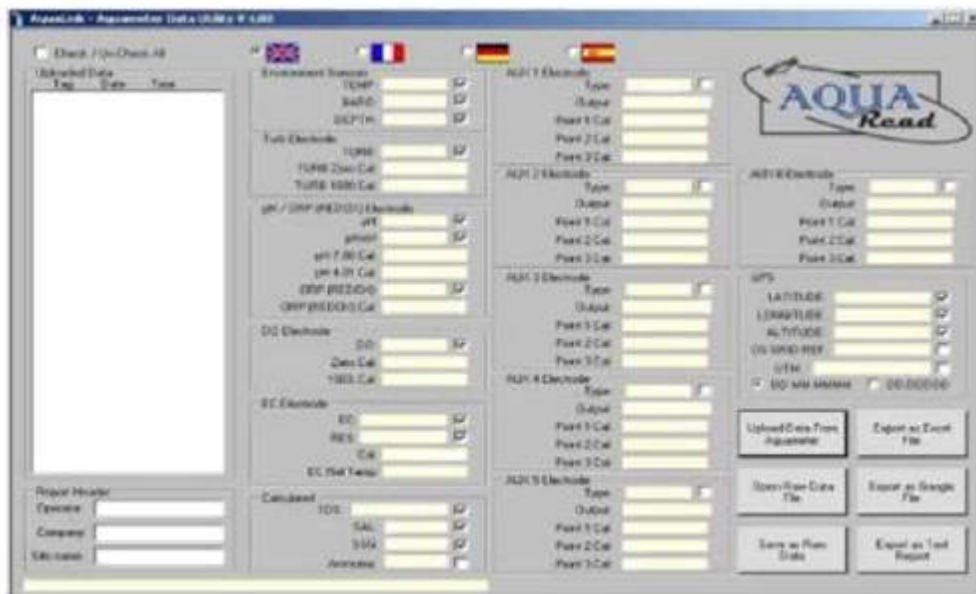 AquaLink - Aquameter Data Utility V 1.00
Check / Un-Check All
Uploaded Data
Tag Date Time
Report Header
Operator
Company
Site name
Environment Sensors
TEMP
BARO
DEPTH
Turb Electrode
TURB
TURB Zero Cal
TURB 1000 Cal
pH / ORP (REDOX) Electrode
pH
pHmV
pH 7.00 Cal
pH 4.01 Cal
ORP (REDOX)
ORP (REDOX) Cal
DO Electrode
DO
Zero Cal
100% Cal
EC Electrode
EC
RES
Cal
EC Ref Temp
Calculated
TDS
SAL
SSG
Ammonia
AUX 1 Electrode
Type
Output
Point 1 Cal
Point 2 Cal
Point 3 Cal
AUX 2 Electrode
Type
Output
Point 1 Cal
Point 2 Cal
Point 3 Cal
AUX 3 Electrode
Type
Output
Point 1 Cal
Point 2 Cal
Point 3 Cal
AUX 4 Electrode
Type
Output
Point 1 Cal
Point 2 Cal
Point 3 Cal
AUX 5 Electrode
Type
Output
Point 1 Cal
Point 2 Cal
Point 3 Cal
AQUA
Read
AUX 6 Electrode
Type
Output
Point 1 Cal
Point 2 Cal
Point 3 Cal
GPS
LATITUDE
LONGITUDE
ALTITUDE
OS GRID REF
UTM
DD MM.MMMM DD.DDDDD
Upload Data From
Aquameter
Export as Excel
File
Open Raw Data
File
Export as Google
File
Save as Raw
Data
Export as Text
Report